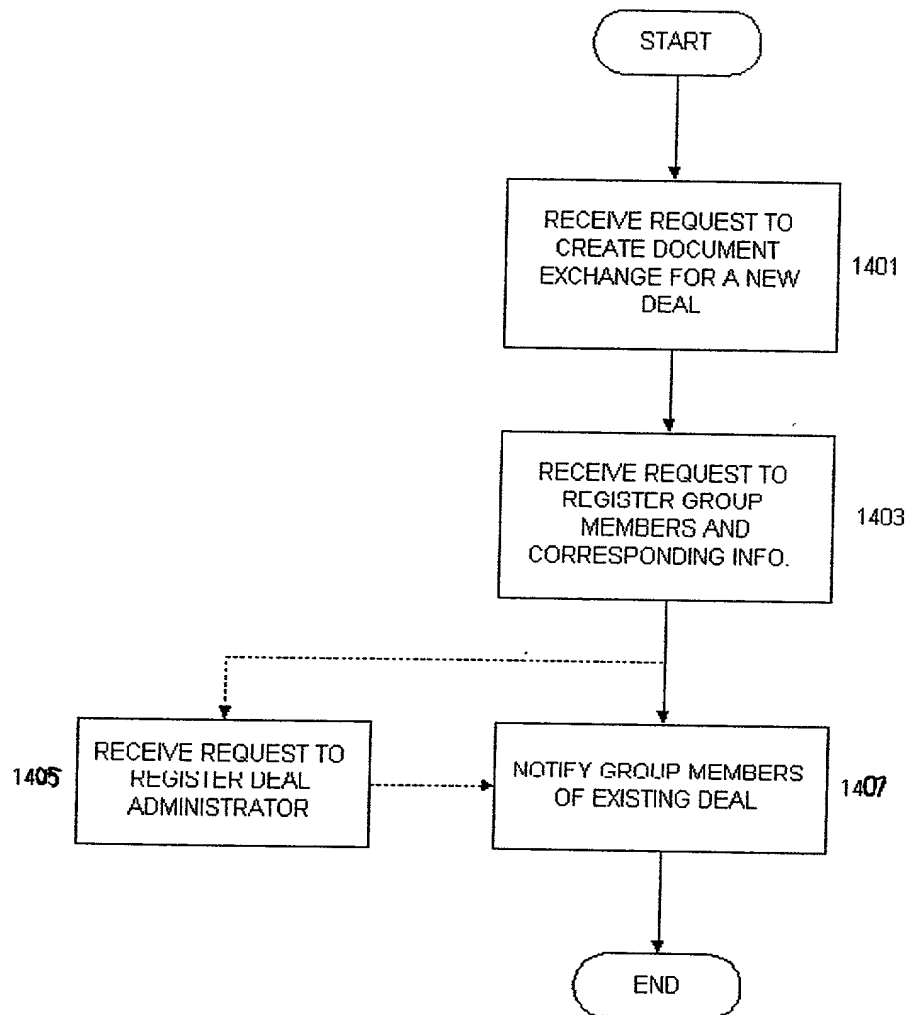 START
RECEIVE REQUEST TO
CREATE DOCUMENT
EXCHANGE FOR A NEW
DEAL
1401
RECEIVE REQUEST TO
REGISTER GROUP
MEMBERS AND
CORRESPONDING INFO.
1403
1405
RECEIVE REQUEST TO
REGISTER DEAL
ADMINISTRATOR
NOTIFY GROUP MEMBERS
OF EXISTING DEAL
1407
END